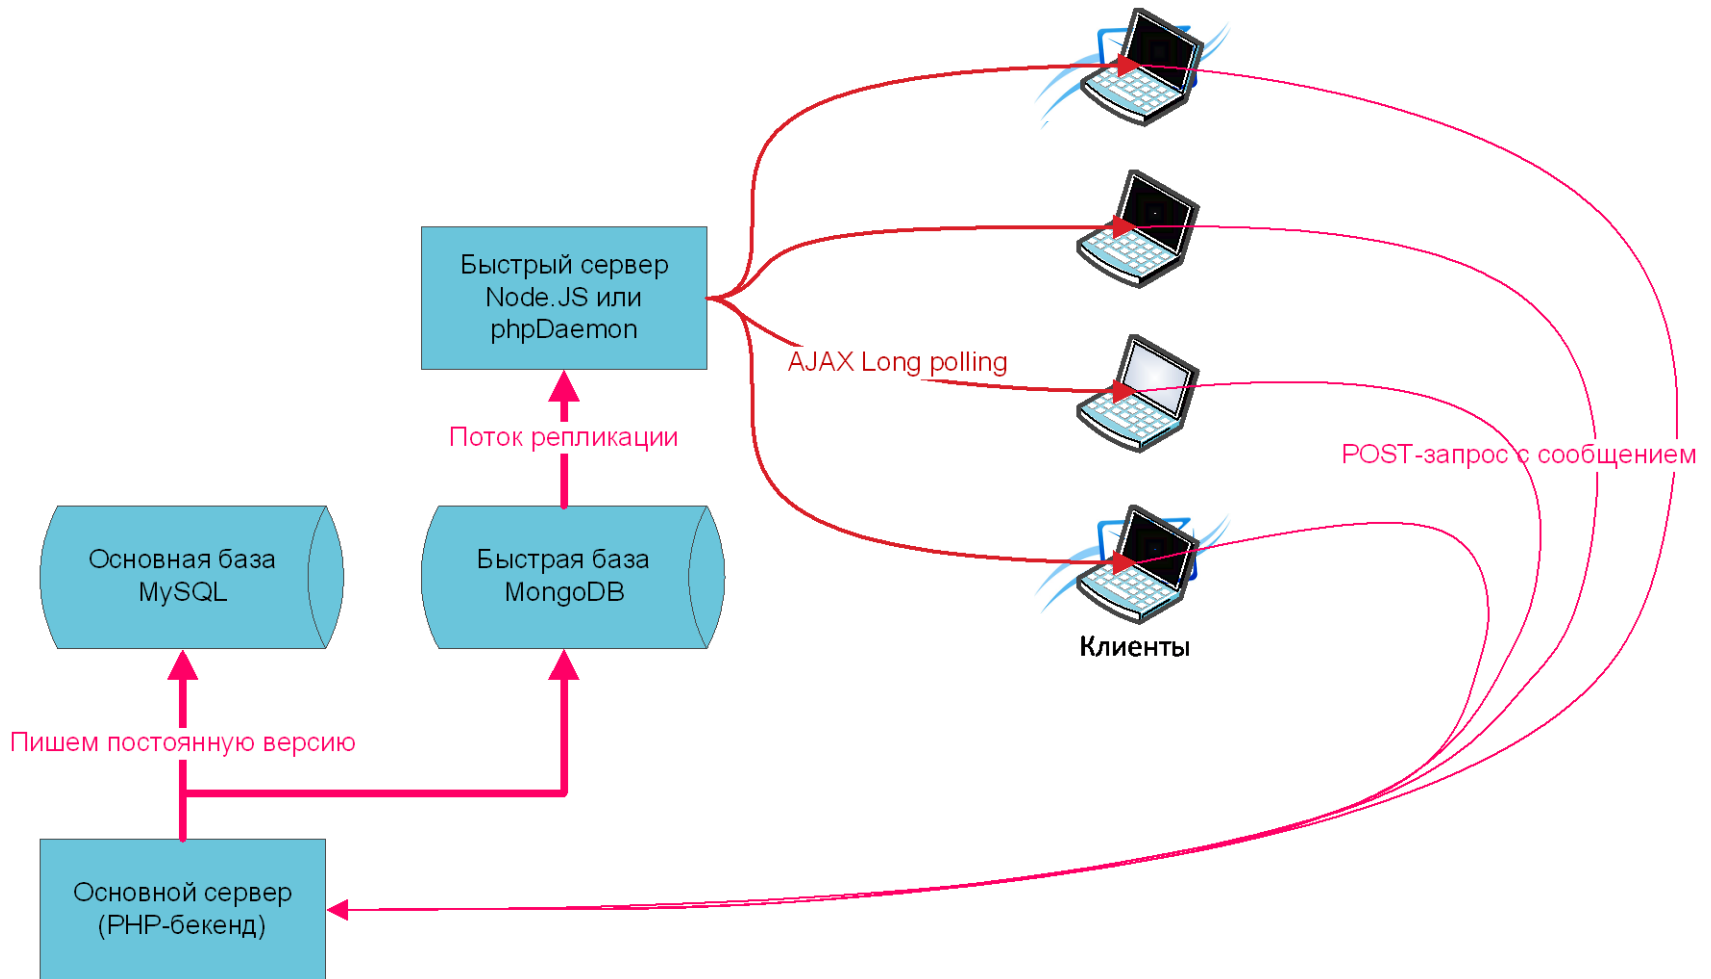 Быстрый сервер
Node.JS или
phpDaemon
AJAX Long polling
Поток репликации
POST-запрос с сообщением
Основная база
MySQL
Быстрая база
MongoDB
Клиенты
Пишем постоянную версию
Основной сервер
(PHP-бекенд)